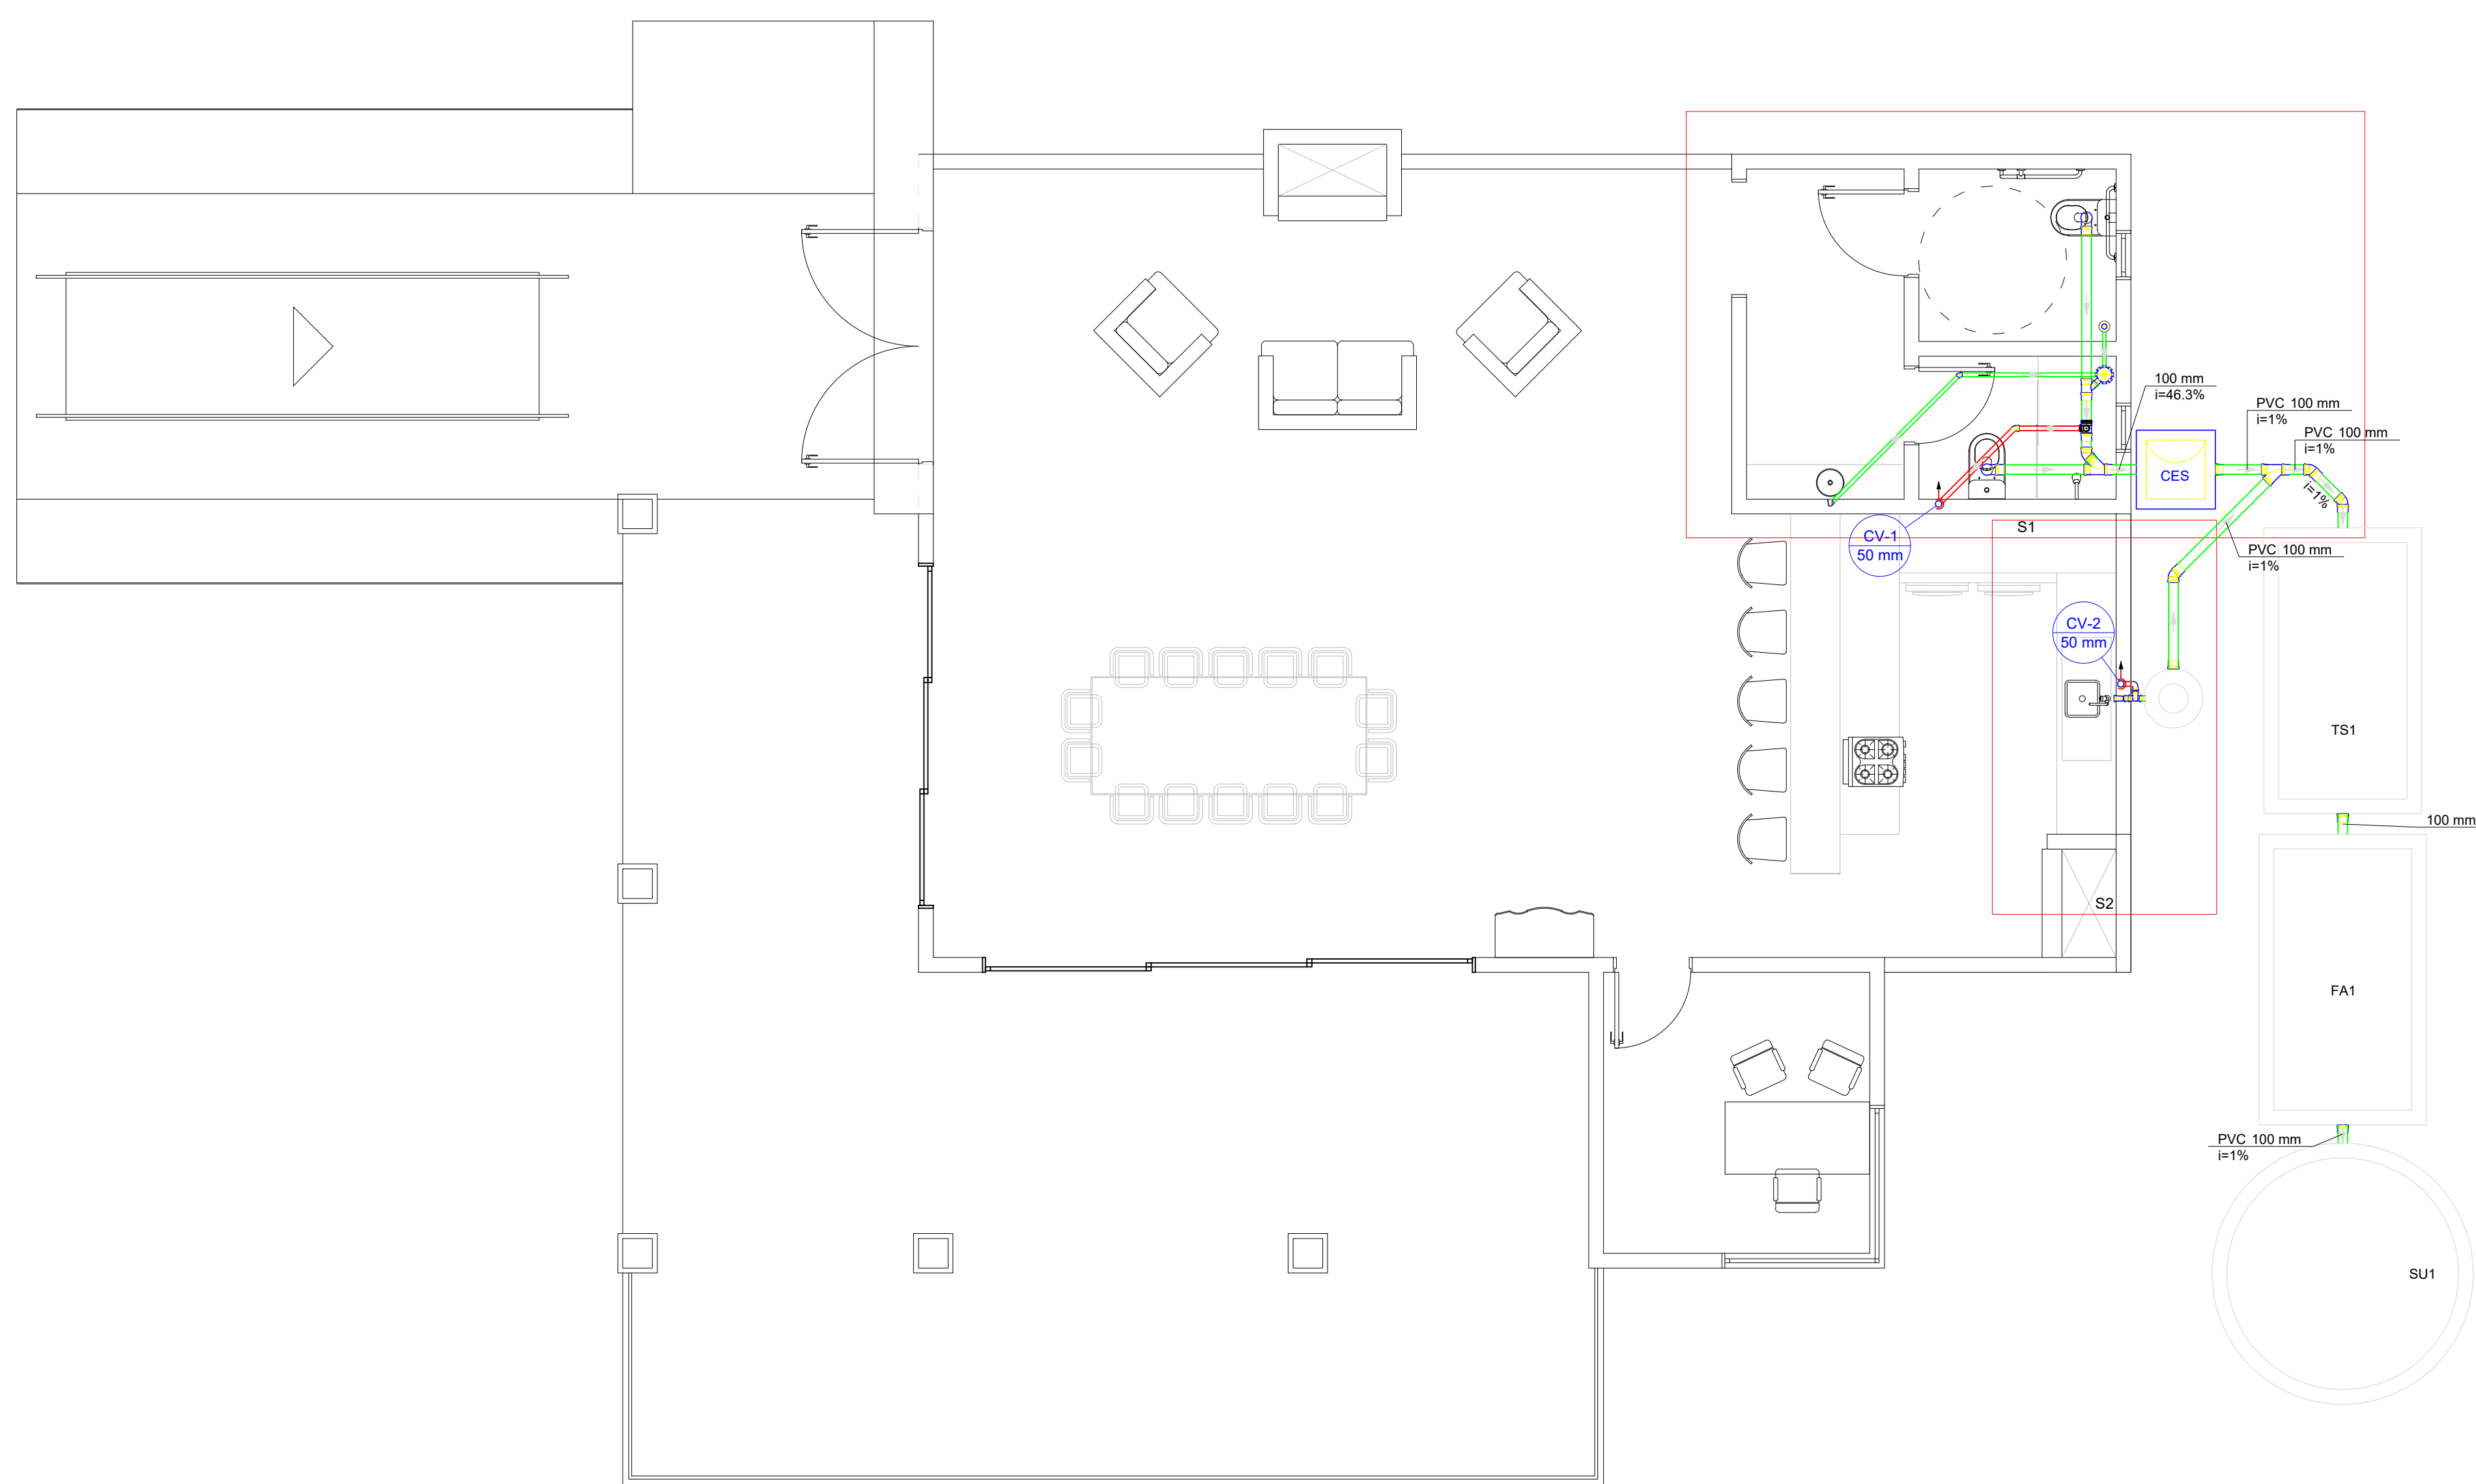 100 mm
i=46.3%
PVC 100 mm
i=1%
PVC 100 mm
i=1%
CES
i=1%
S1
CV-1
50 mm
PVC 100 mm
i=1%
CV-2
50 mm
TS1
100 mm
S2
FA1
PVC 100 mm
i=1%
SU1